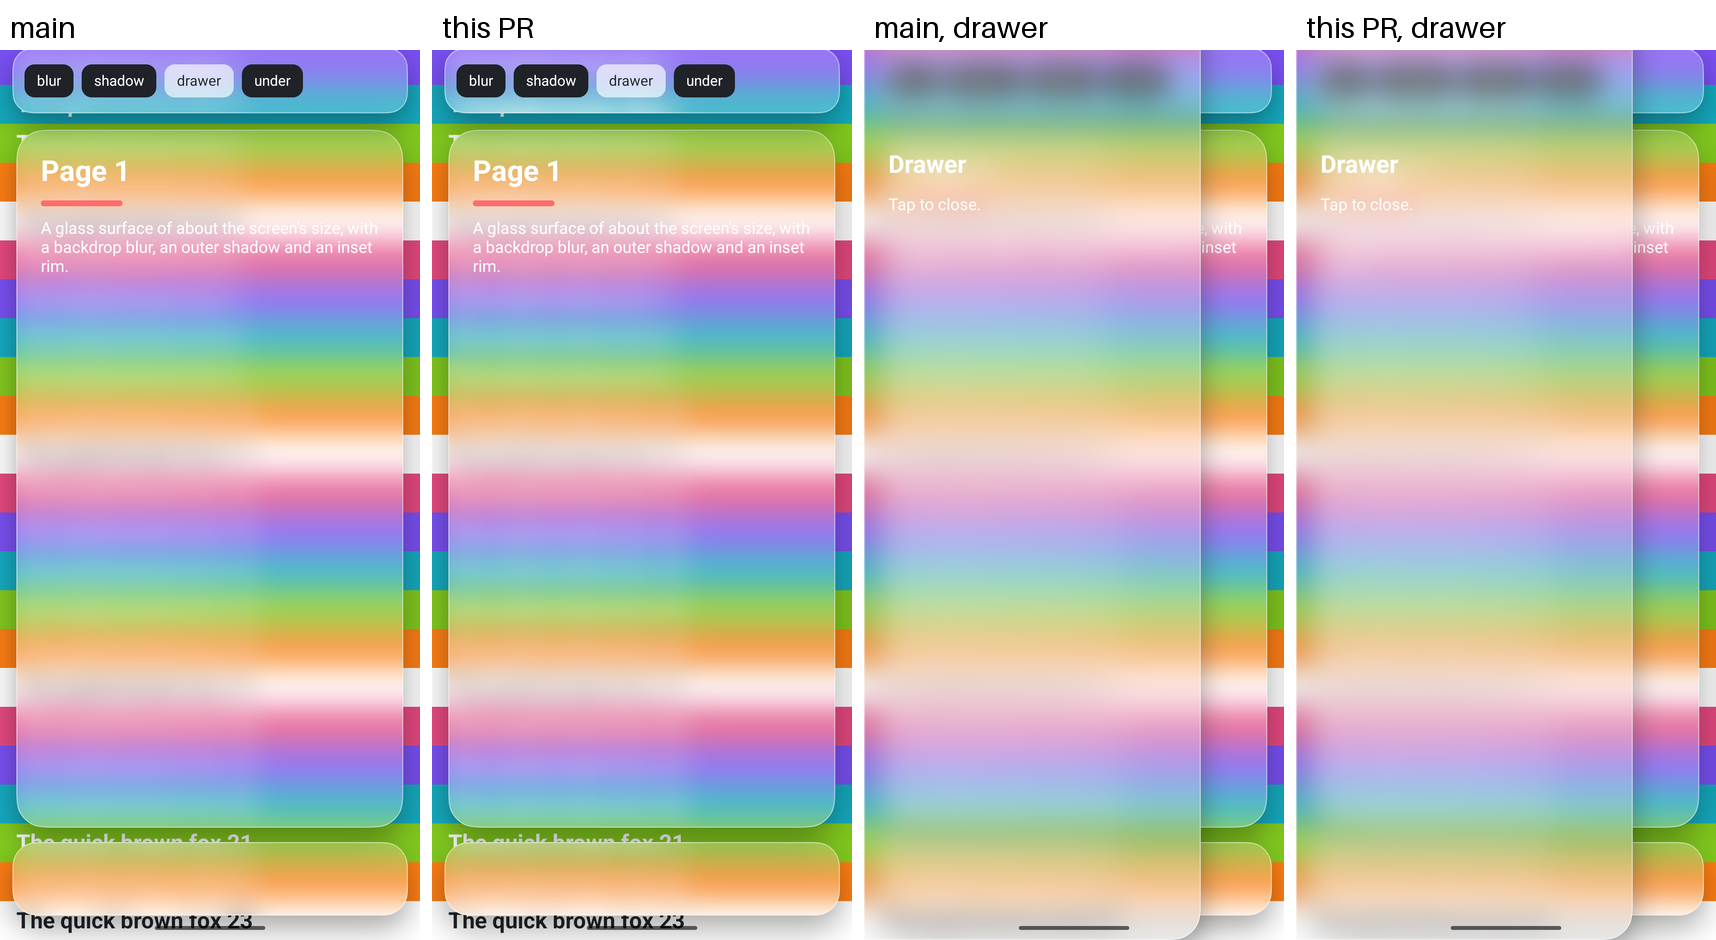 main
this PR
main, drawer
this PR, drawer
blur
shadow
drawer
under
blur
shadow
drawer
under
Page 1
A glass surface of about the screen's size, with
a backdrop blur, an outer shadow and an inset
rim.
Page 1
A glass surface of about the screen's size, with
a backdrop blur, an outer shadow and an inset
rim.
Drawer
Tap to close.
, with
inset
Drawer
Tap to close.
, with
inset
The quick brown fox 21
The quick brown fox 21
The quick brown fox 23
The quick brown fox 23